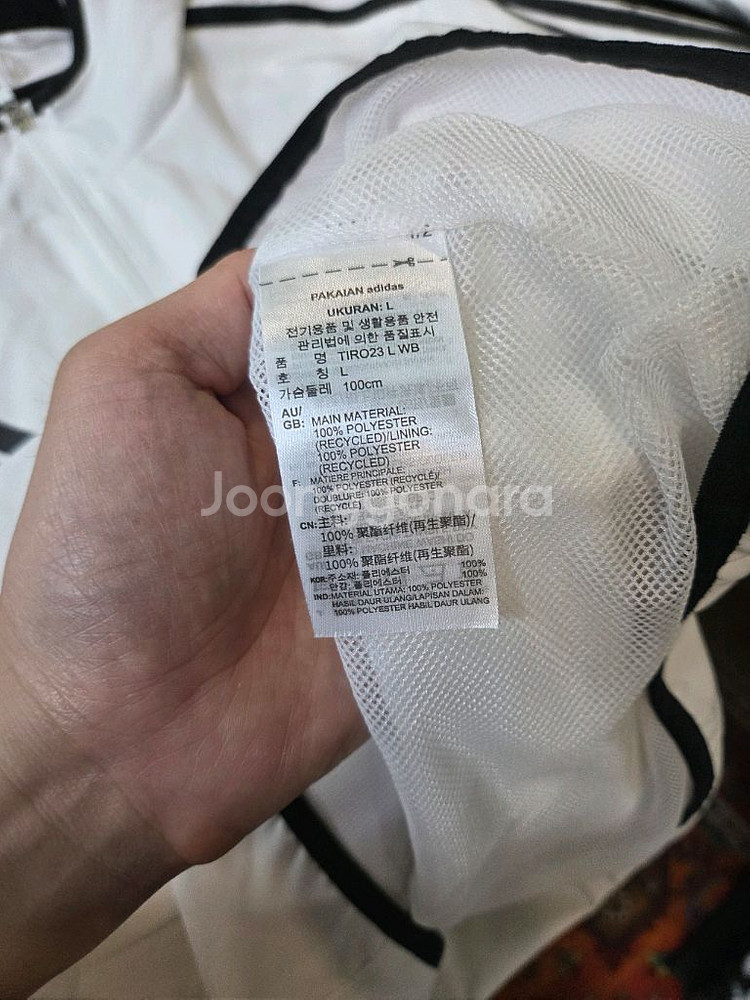 PAKAIAN adidas
UKURAN: L
전기용품 및 생활용품 안전
관리법에 의한 품질표시
품 명 TIRO23 L WB
호 칭 L
가슴둘레 100cm
AU/
GB: MAIN MATERIAL:
100% POLYESTER
(RECYCLED)/LINING:
100% POLYESTER
(RECYCLED)
F: MATIERE PRINCIPALE:
100% POLYESTER (RECYCLÉ)/
DOUBLURE: 100% POLYESTER
(RECYCLÉ)
Joonggonara
CN: 主料:
100% 聚酯纤维(再生聚酯)/
里料:
100% 聚酯纤维(再生聚酯)
KOR: 주소재: 폴리에스터 100%
안감: 폴리에스터 100%
IND: MATERIAL UTAMA: 100% POLYESTER
HASIL DAUR ULANG/LAPISAN DALAM:
100% POLYESTER HASIL DAUR ULANG